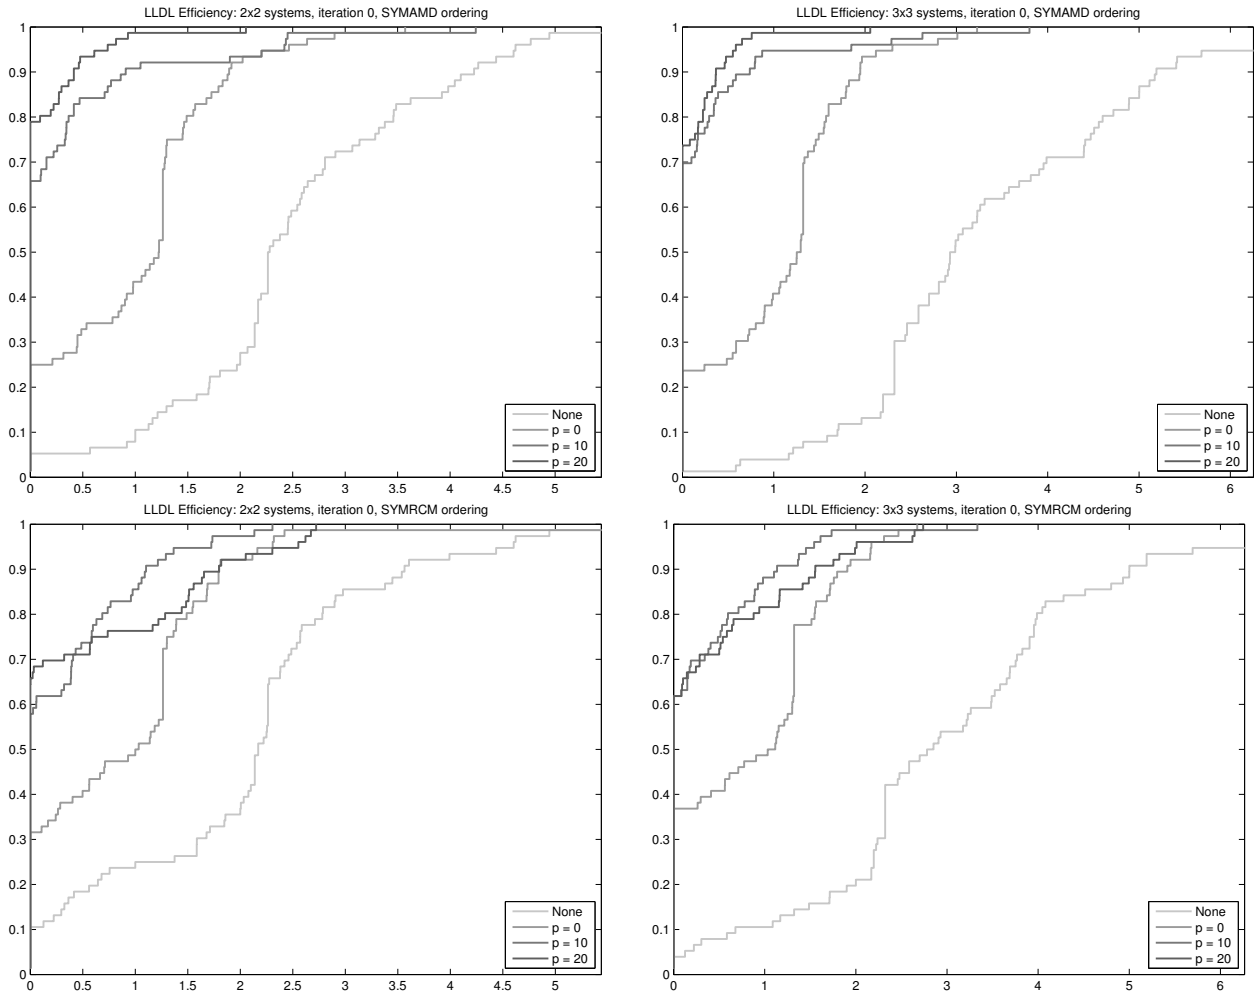 LLDL Efficiency: 2x2 systems, iteration 0, SYMAMD ordering
1
0.9
0.8
0.7
0.6
0.5
0.4
0.3
0.2
0.1
0
0 0.5 1 1.5 2 2.5 3 3.5 4 4.5 5
None
p = 0
p = 10
p = 20
LLDL Efficiency: 3x3 systems, iteration 0, SYMAMD ordering
1
0.9
0.8
0.7
0.6
0.5
0.4
0.3
0.2
0.1
0
0 1 2 3 4 5 6
None
p = 0
p = 10
p = 20
LLDL Efficiency: 2x2 systems, iteration 0, SYMRCM ordering
1
0.9
0.8
0.7
0.6
0.5
0.4
0.3
0.2
0.1
0
0 0.5 1 1.5 2 2.5 3 3.5 4 4.5 5
None
p = 0
p = 10
p = 20
LLDL Efficiency: 3x3 systems, iteration 0, SYMRCM ordering
1
0.9
0.8
0.7
0.6
0.5
0.4
0.3
0.2
0.1
0
0 1 2 3 4 5 6
None
p = 0
p = 10
p = 20